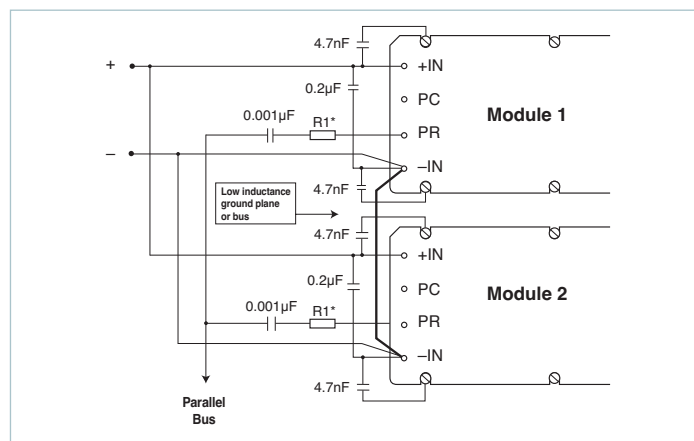 4.7nF
+
+IN
0.2µF
PC
Module 1
0.001µF
R1*
PR
–
–IN
4.7nF
Low inductance
ground plane
or bus
4.7nF
+IN
0.2µF
PC
Module 2
0.001µF
R1*
PR
–IN
4.7nF
Parallel
Bus